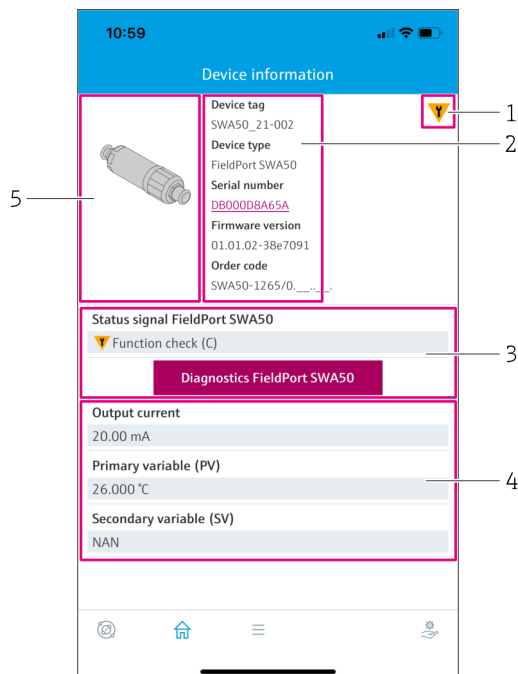 10:59
Device information
Device tag
SWA50_21-002
Device type
FieldPort SWA50
Serial number
DB000D8A65A
Firmware version
01.01.02-38e7091
Order code
SWA50-1265/0.__.._.
Status signal FieldPort SWA50
Function check (C)
Diagnostics FieldPort SWA50
Output current
20.00 mA
Primary variable (PV)
26.000 °C
Secondary variable (SV)
NAN
1
2
3
4
5